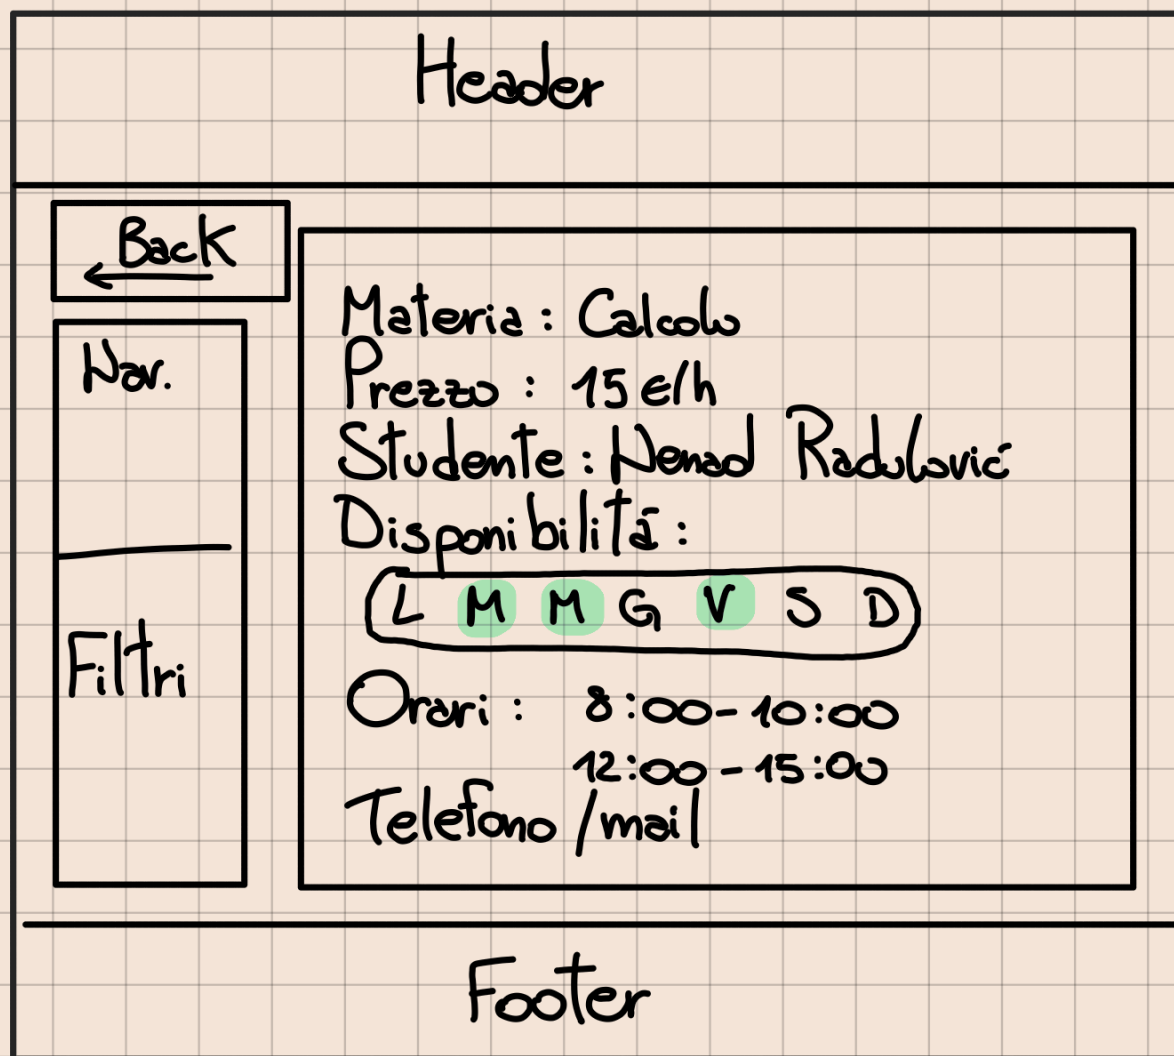 Header
Back
Nav.
Filtri
Materia : Calcolo
Prezzo : 15 €/h
Studente : Nenad Radulović
Disponibilità :
L M M G V S D
Orari : 8:00-10:00
12:00-15:00
Telefono /mail
Footer